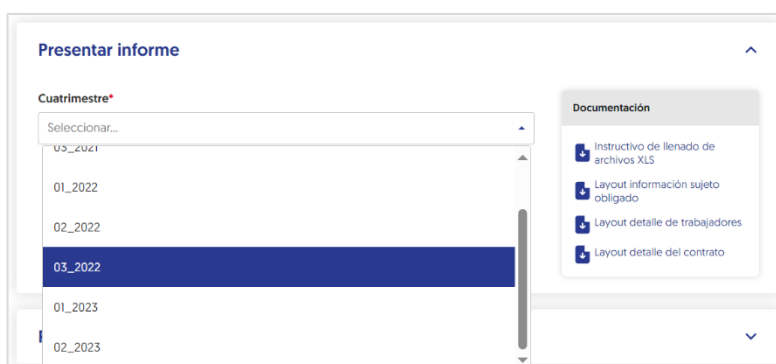 Presentar informe
Cuatrimestre*
Seleccionar...
03_2021
01_2022
02_2022
03_2022
01_2023
02_2023
Documentación
Instructivo de llenado de
archivos XLS
Layout información sujeto
obligado
Layout detalle de trabajadores
Layout detalle del contrato